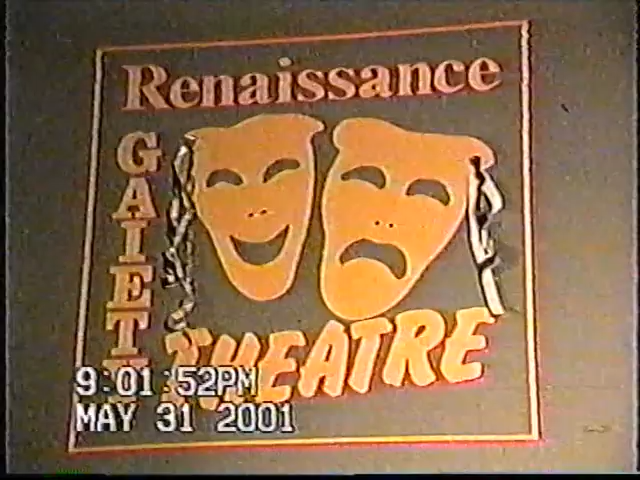 Renaissance
GAIETY
THEATRE
9:01:52PM
MAY 31 2001